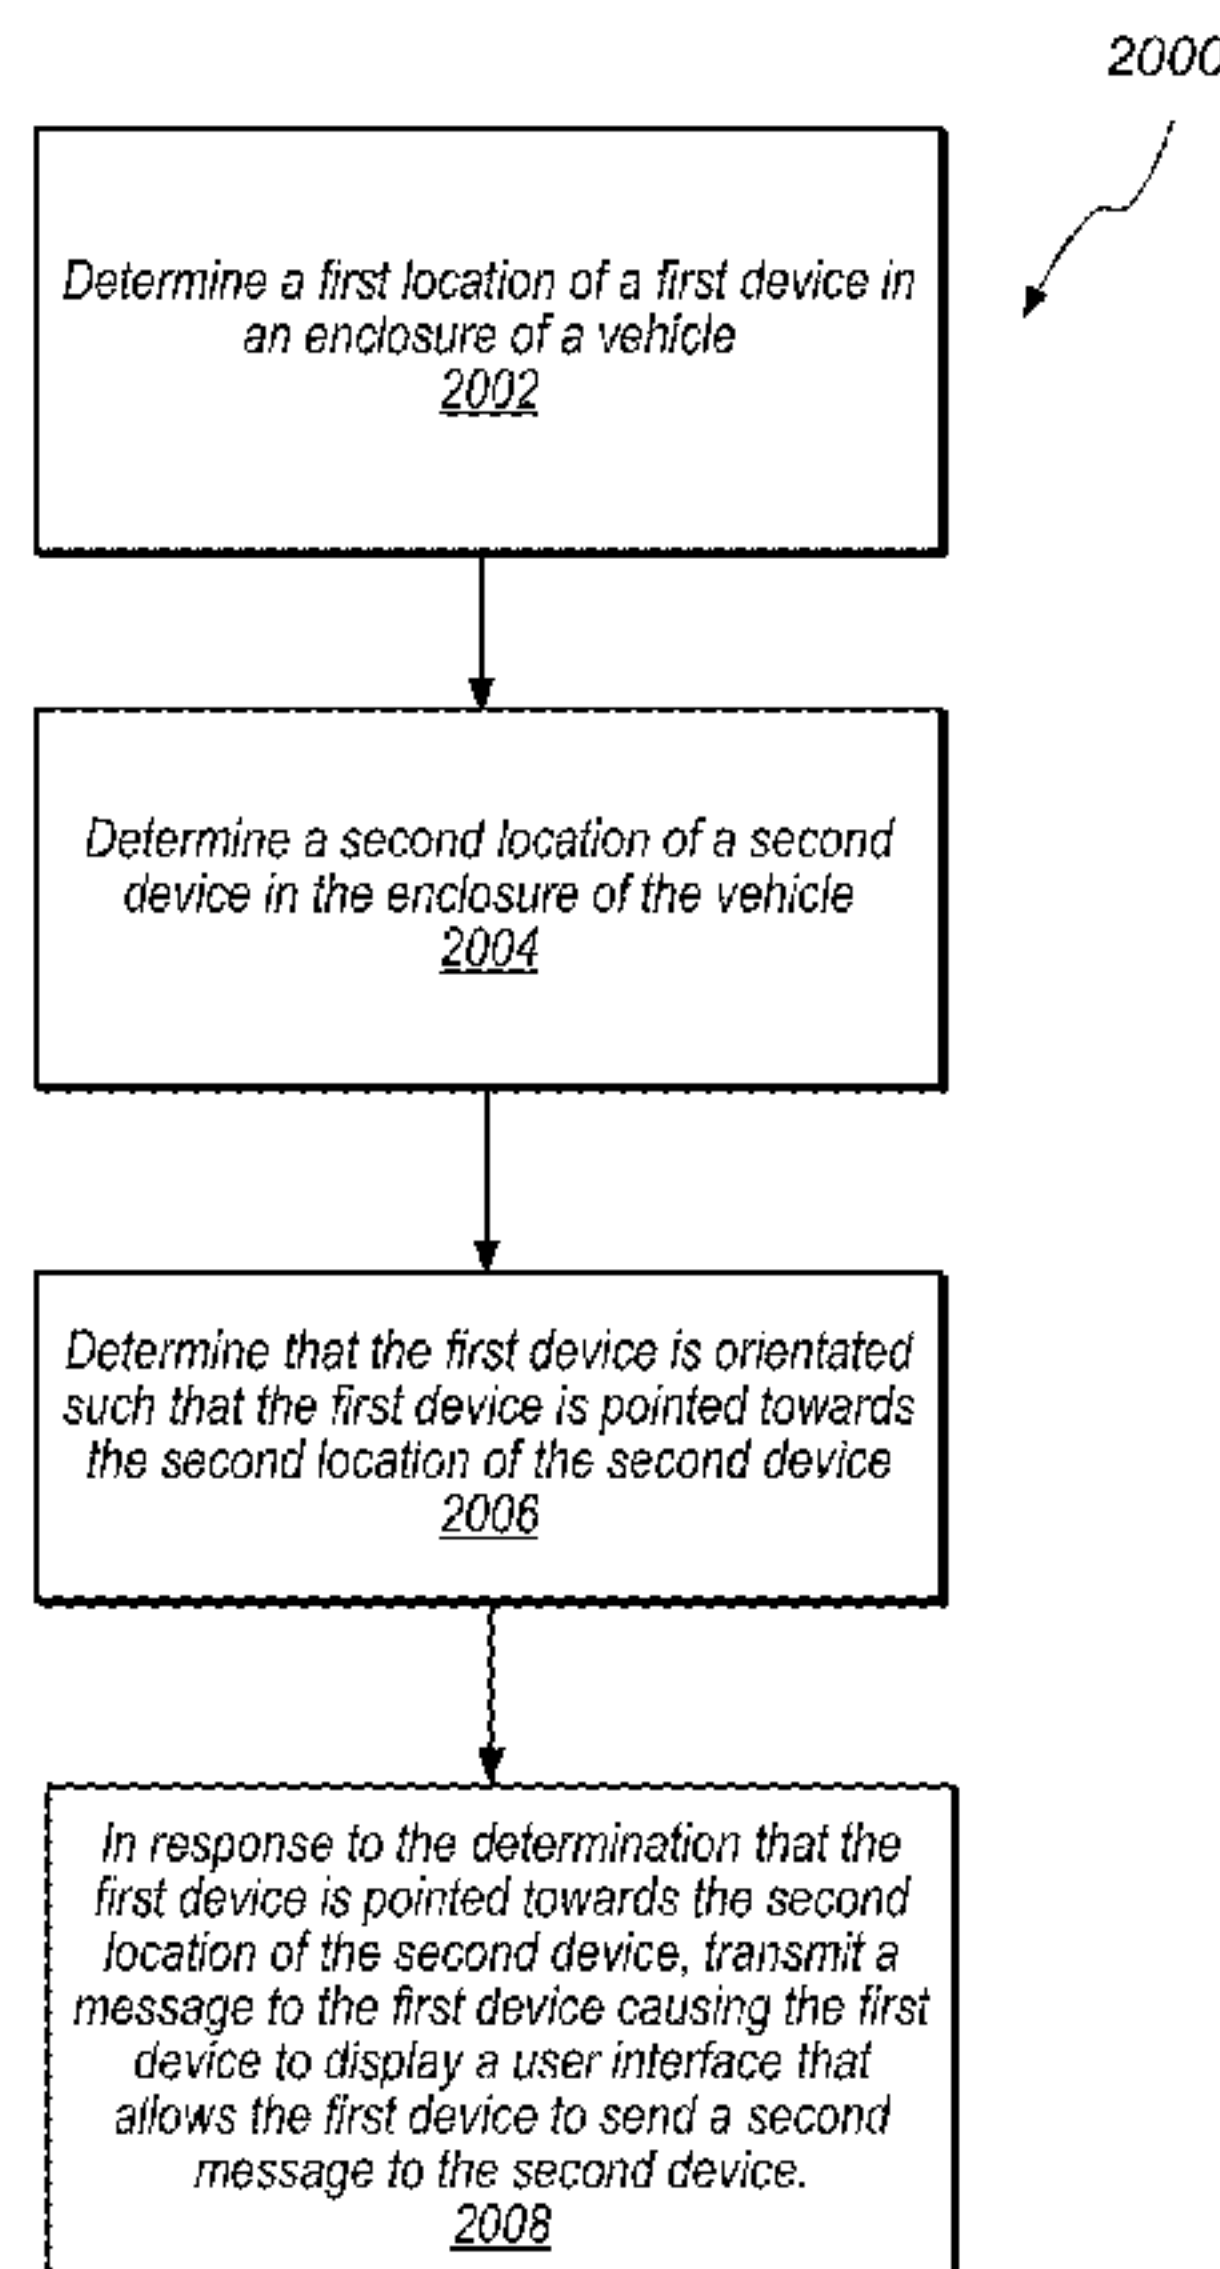 2000
Determine a first location of a first device in
an enclosure of a vehicle
2002
Determine a second location of a second
device in the enclosure of the vehicle
2004
Determine that the first device is orientated
such that the first device is pointed towards
the second location of the second device
2006
In response to the determination that the
first device is pointed towards the second
location of the second device, transmit a
message to the first device causing the first
device to display a user interface that
allows the first device to send a second
message to the second device.
2008